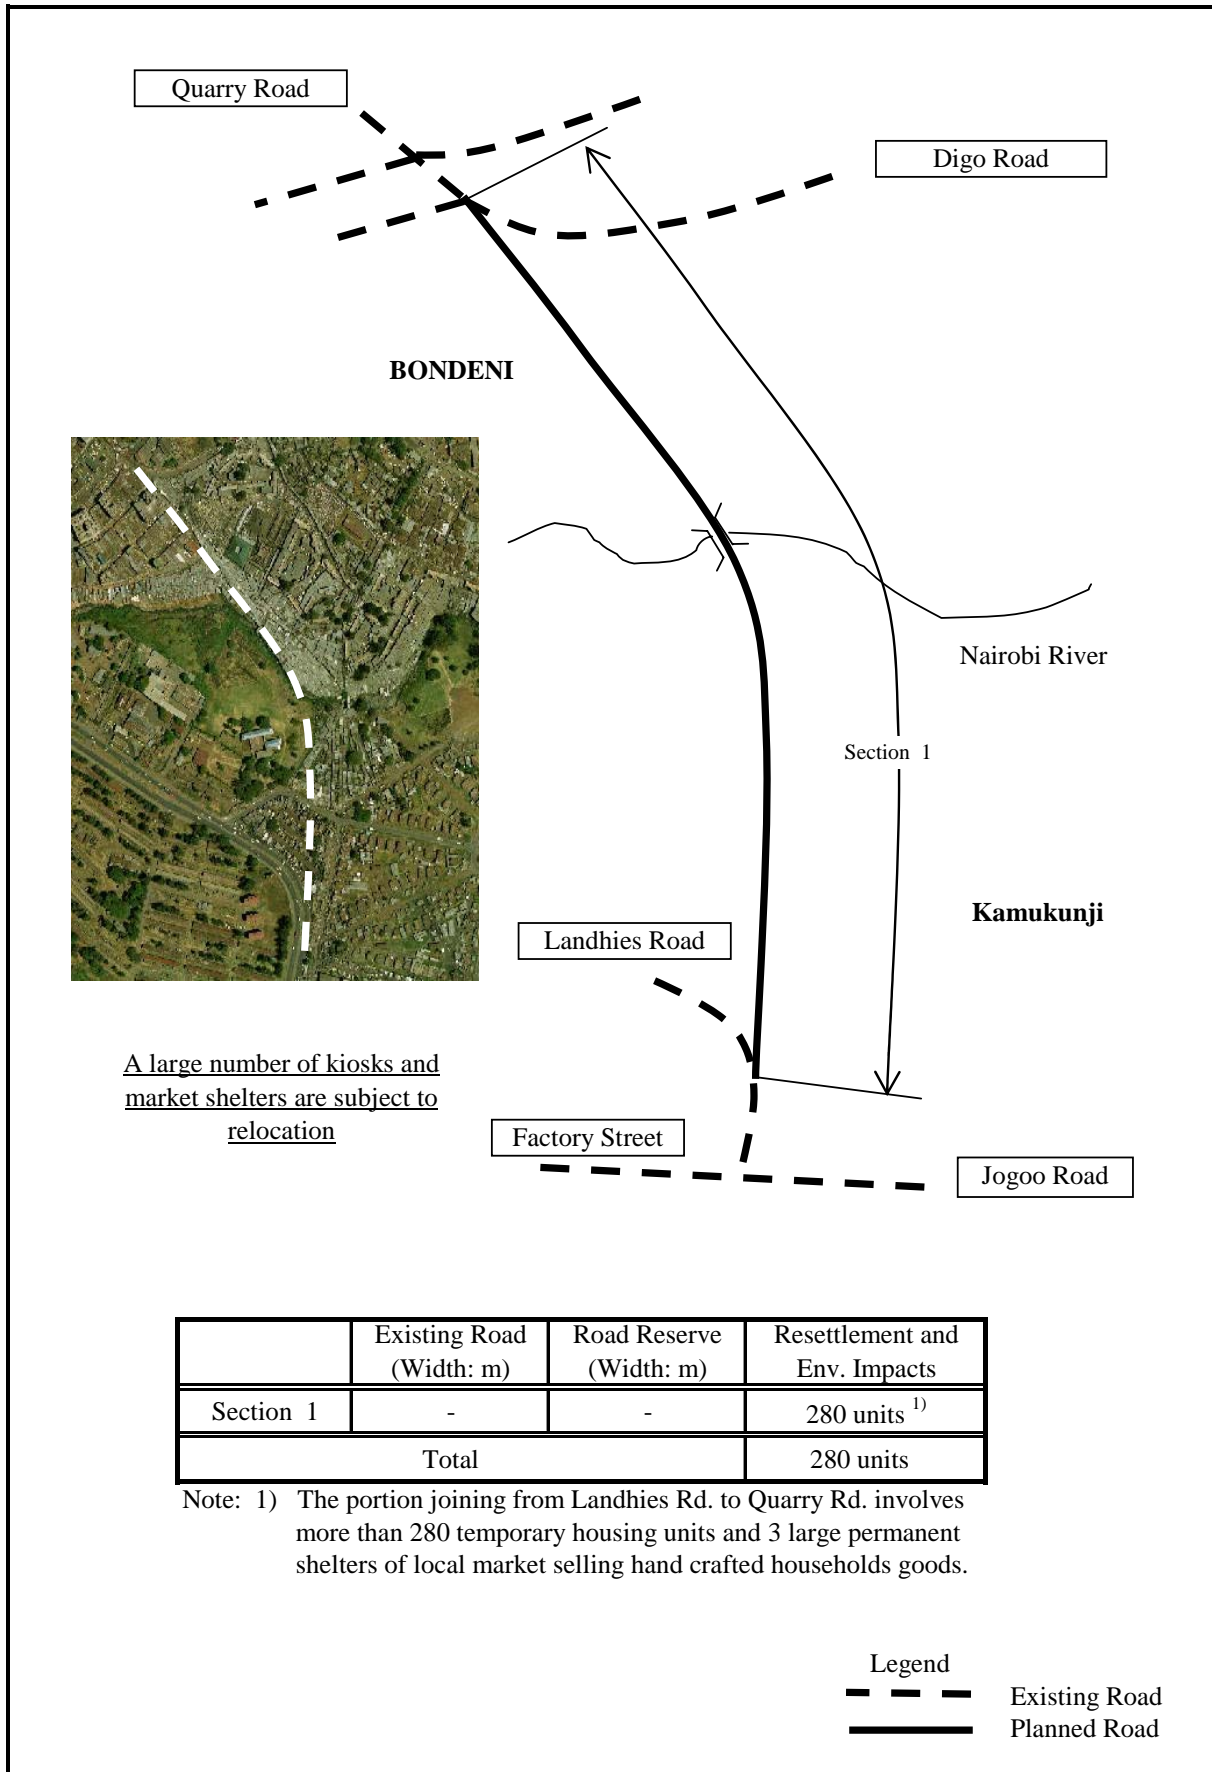 Quarry Road
Digo Road
BONDENI
Nairobi River
Section 1
Kamukunji
Landhies Road
A large number of kiosks and
market shelters are subject to
relocation
Factory Street
Jogoo Road
Existing Road Road Reserve Resettlement and
(Width: m) (Width: m) Env. Impacts
Section 1 - - 280 units 1)
Total 280 units
Note: 1) The portion joining from Landhies Rd. to Quarry Rd. involves
more than 280 temporary housing units and 3 large permanent
shelters of local market selling hand crafted households goods.
Legend
Existing Road
Planned Road